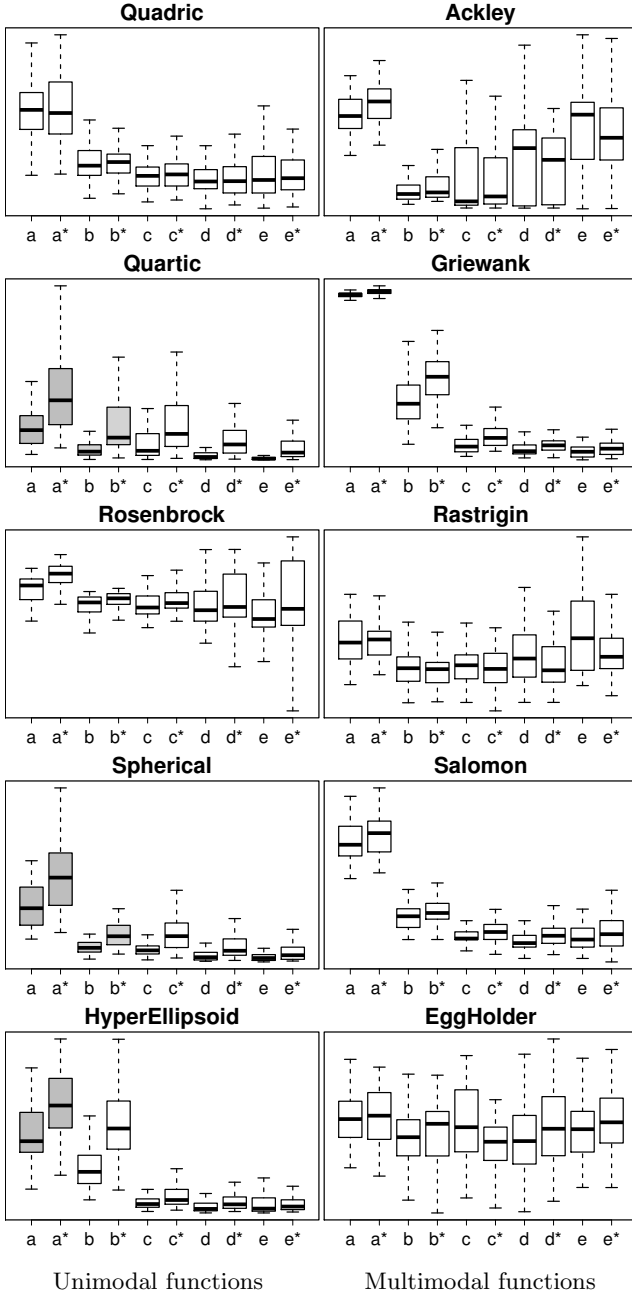 Quadric
Ackley
a a* b b* c c* d d* e e*
a a* b b* c c* d d* e e*
Quartic
Griewank
a a* b b* c c* d d* e e*
a a* b b* c c* d d* e e*
Rosenbrock
Rastrigin
a a* b b* c c* d d* e e*
a a* b b* c c* d d* e e*
Spherical
Salomon
a a* b b* c c* d d* e e*
a a* b b* c c* d d* e e*
HyperEllipsoid
EggHolder
a a* b b* c c* d d* e e*
a a* b b* c c* d d* e e*
Unimodal functions
Multimodal functions